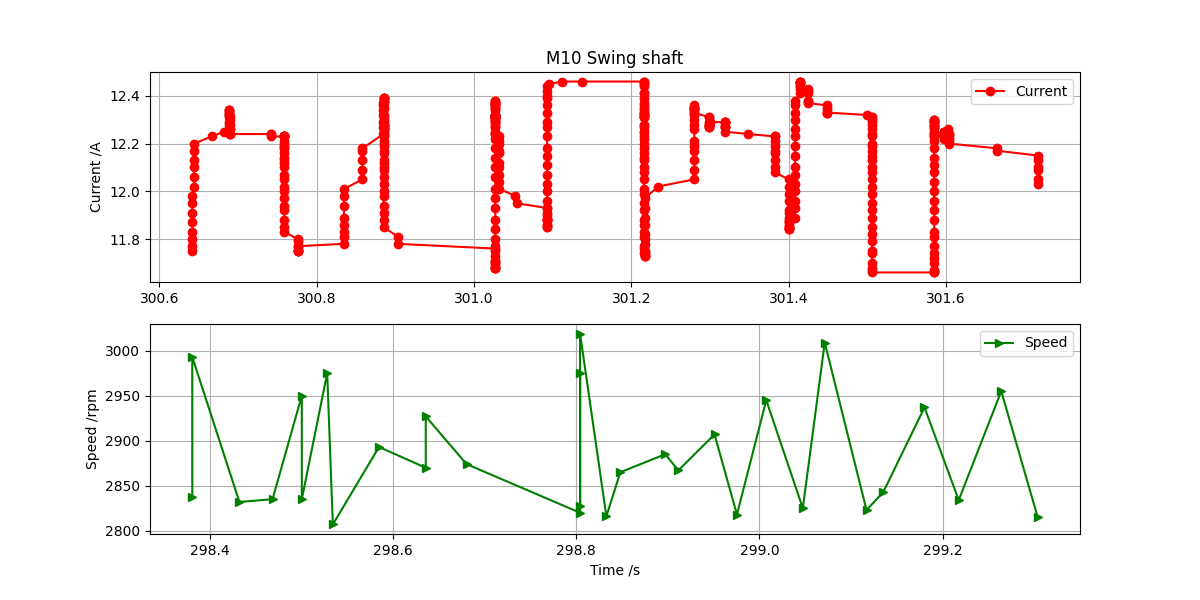 M10 Swing shaft
Current /A
12.4
12.2
12.0
11.8
Current
300.6 300.8 301.0 301.2 301.4 301.6
Speed /rpm
3000
2950
2900
2850
2800
Speed
298.4 298.6 298.8 299.0 299.2
Time /s